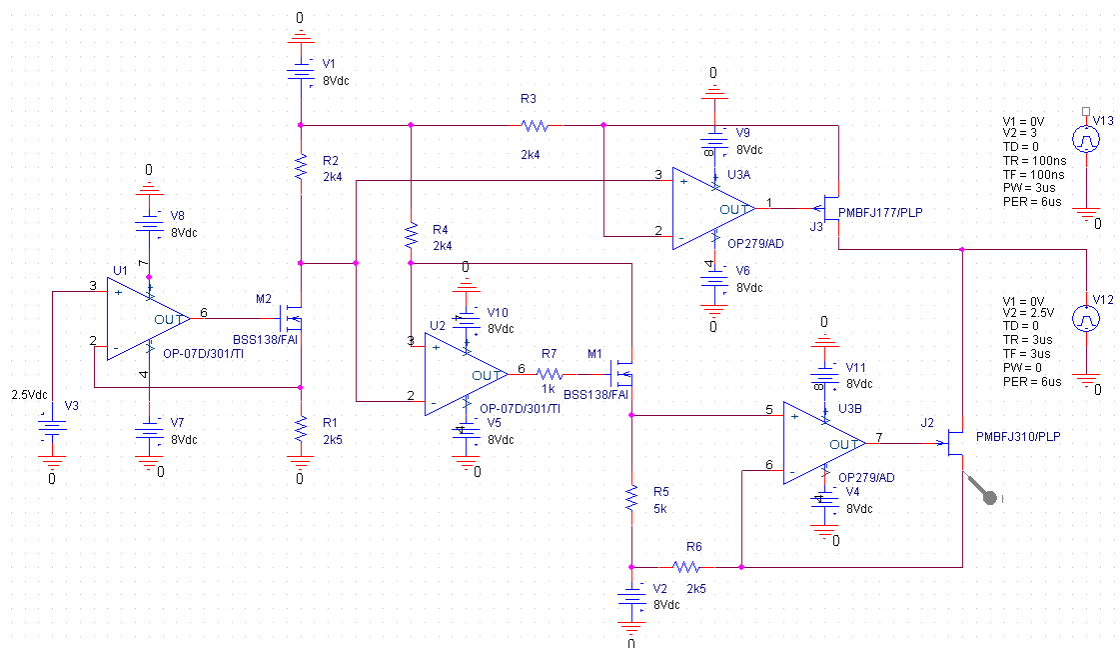 0
V1
8Vdc
R3
2k4
0
V9
8Vdc
8
U3A
3
+
2
-
OUT
1
4
OP279/AD
V6
8Vdc
0
J3
PMBFJ177/PLP
V1 = 0V
V2 = 3
TD = 0
TR = 100ns
TF = 100ns
PW = 3us
PER = 6us
V13
0
R2
2k4
0
V8
8Vdc
7
U1
3
+
2
-
OUT
6
4
OP-07D/301/TI
M2
BSS138/FAI
2.5Vdc
V3
0
V7
8Vdc
0
R1
2k5
0
R4
2k4
0
V10
8Vdc
U2
3
+
2
-
OUT
6
OP-07D/301/TI
V5
4
8Vdc
0
R7
1k
M1
BSS138/FAI
V1 = 0V
V2 = 2.5V
TD = 0
TR = 3us
TF = 3us
PW = 0
PER = 6us
V12
0
0
V11
8Vdc
8
U3B
5
+
6
-
OUT
7
OP279/AD
4
V4
8Vdc
0
J2
PMBFJ310/PLP
I
R5
5k
R6
2k5
V2
8Vdc
0